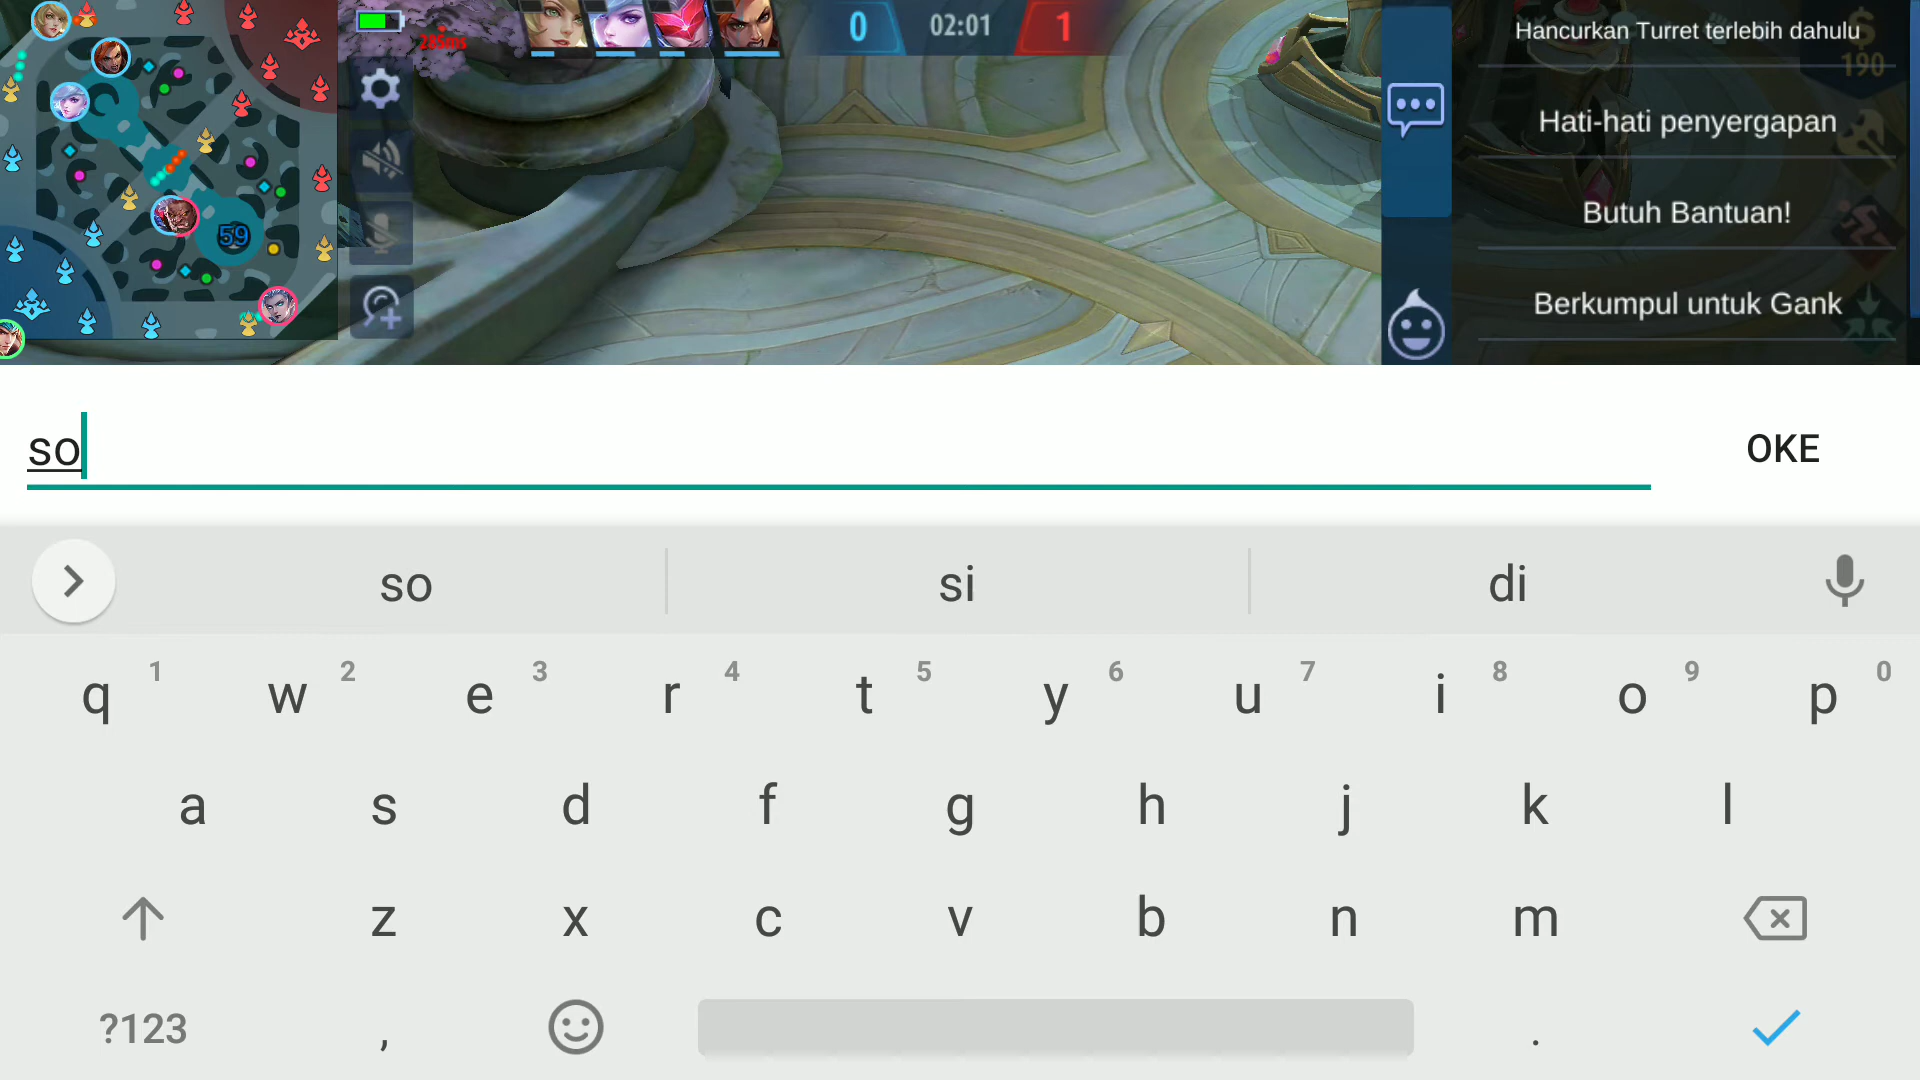 285ms
0 02:01 1
190
59
Hancurkan Turret terlebih dahulu
Hati-hati penyergapan
Butuh Bantuan!
Berkumpul untuk Gank
so
OKE
so si di
1 2 3 4 5 6 7 8 9 0
q w e r t y u i o p
a s d f g h j k l
z x c v b n m
?123 , .